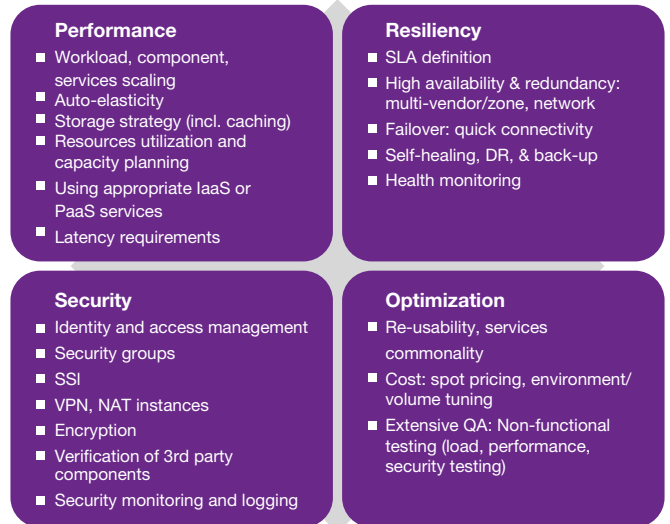 Performance
Workload, component,
services scaling
Auto-elasticity
Storage strategy (incl. caching)
Resources utilization and
capacity planning
Using appropriate IaaS or
PaaS services
Latency requirements
Resiliency
SLA definition
High availability & redundancy:
multi-vendor/zone, network
Failover: quick connectivity
Self-healing, DR, & back-up
Health monitoring
Security
Identity and access management
Security groups
SSl
VPN, NAT instances
Encryption
Verification of 3rd party
components
Security monitoring and logging
Optimization
Re-usability, services
commonality
Cost: spot pricing, environment/
volume tuning
Extensive QA: Non-functional
testing (load, performance,
security testing)